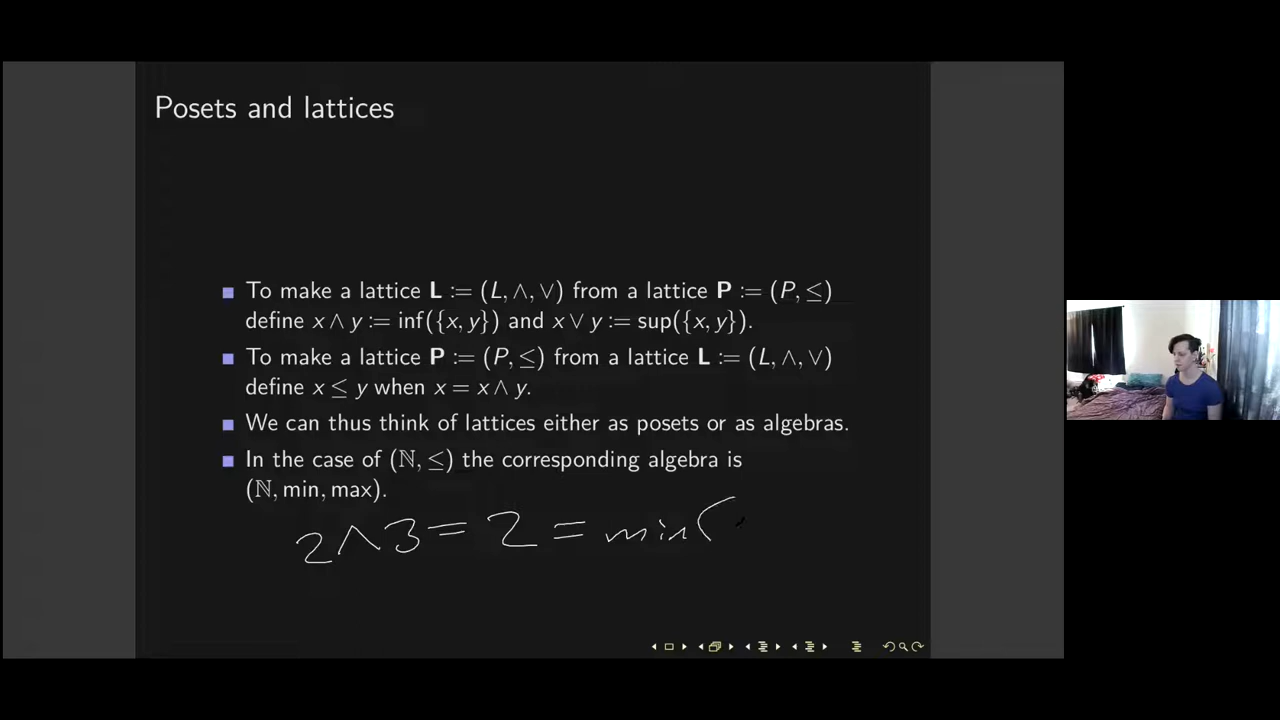 Posets and lattices
To make a lattice L := (L, ∧, ∨) from a lattice P := (P, ≤)
define x ∧ y := inf({x, y}) and x ∨ y := sup({x, y}).
To make a lattice P := (P, ≤) from a lattice L := (L, ∧, ∨)
define x ≤ y when x = x ∧ y.
We can thus think of lattices either as posets or as algebras.
In the case of (ℕ, ≤) the corresponding algebra is
(ℕ, min, max).
2 ∧ 3 = 2 = min(